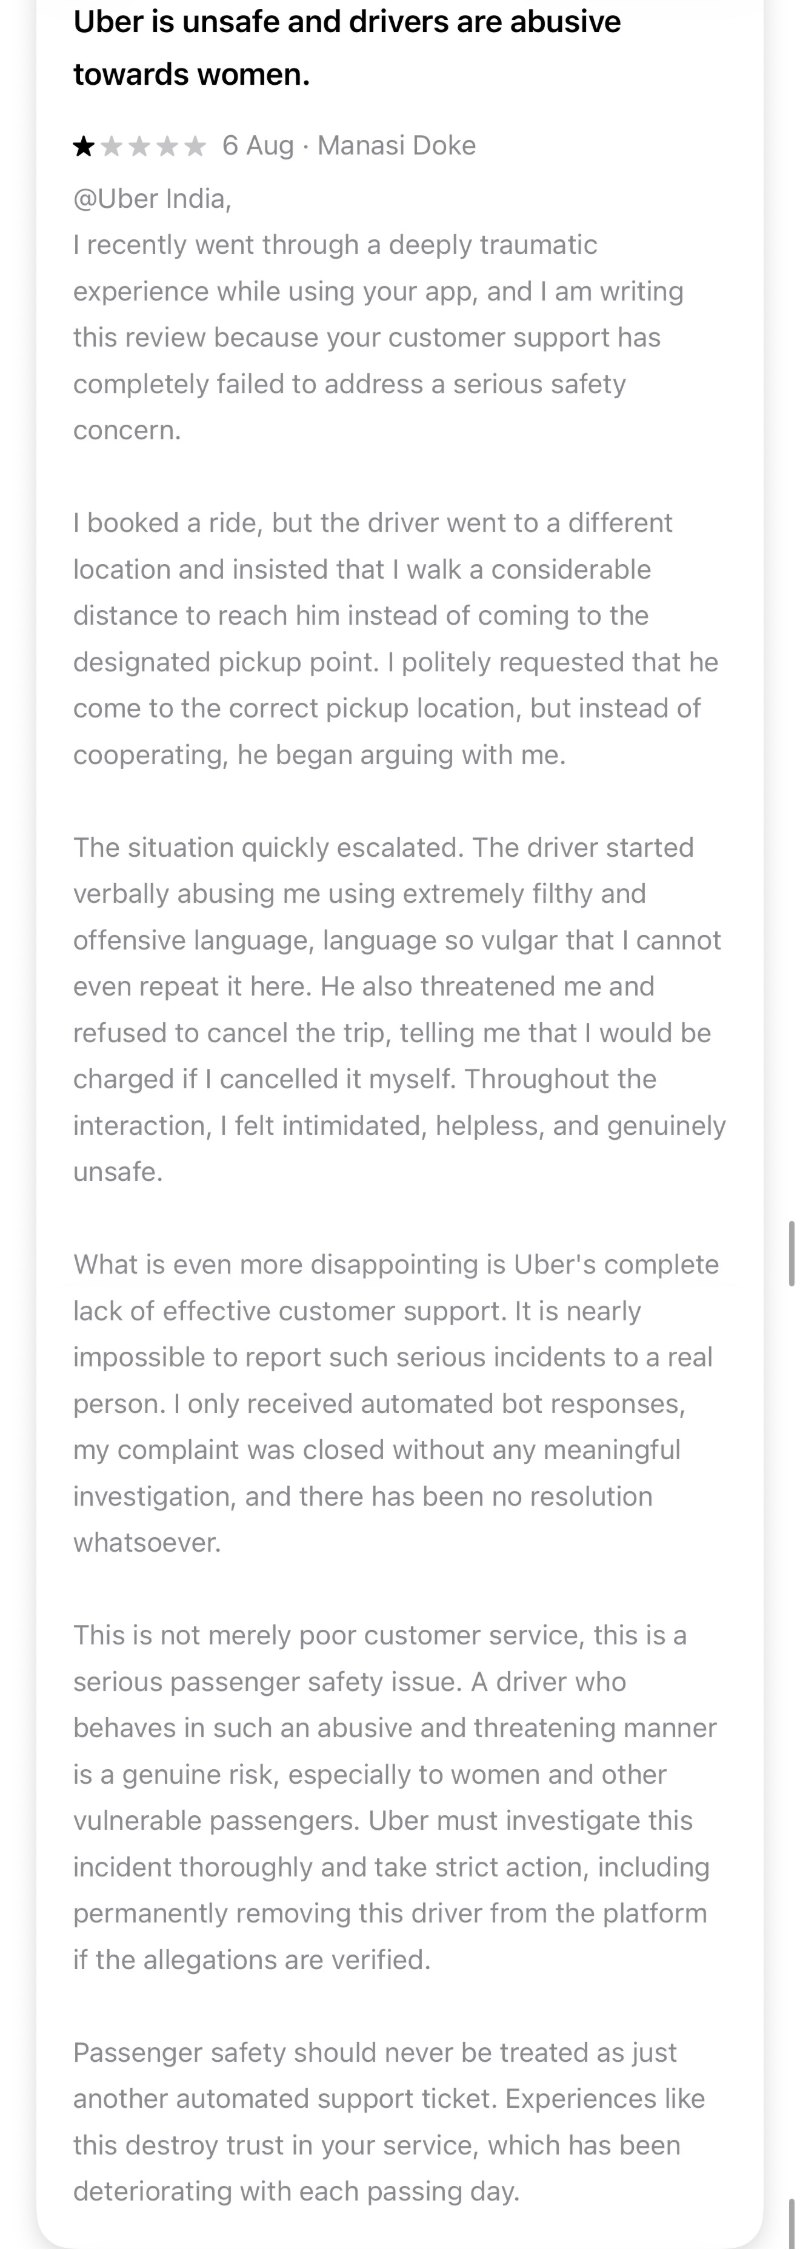 Uber is unsafe and drivers are abusive
towards women.
6 Aug · Manasi Doke
@Uber India,
I recently went through a deeply traumatic
experience while using your app, and I am writing
this review because your customer support has
completely failed to address a serious safety
concern.
I booked a ride, but the driver went to a different
location and insisted that I walk a considerable
distance to reach him instead of coming to the
designated pickup point. I politely requested that he
come to the correct pickup location, but instead of
cooperating, he began arguing with me.
The situation quickly escalated. The driver started
verbally abusing me using extremely filthy and
offensive language, language so vulgar that I cannot
even repeat it here. He also threatened me and
refused to cancel the trip, telling me that I would be
charged if I cancelled it myself. Throughout the
interaction, I felt intimidated, helpless, and genuinely
unsafe.
What is even more disappointing is Uber's complete
lack of effective customer support. It is nearly
impossible to report such serious incidents to a real
person. I only received automated bot responses,
my complaint was closed without any meaningful
investigation, and there has been no resolution
whatsoever.
This is not merely poor customer service, this is a
serious passenger safety issue. A driver who
behaves in such an abusive and threatening manner
is a genuine risk, especially to women and other
vulnerable passengers. Uber must investigate this
incident thoroughly and take strict action, including
permanently removing this driver from the platform
if the allegations are verified.
Passenger safety should never be treated as just
another automated support ticket. Experiences like
this destroy trust in your service, which has been
deteriorating with each passing day.